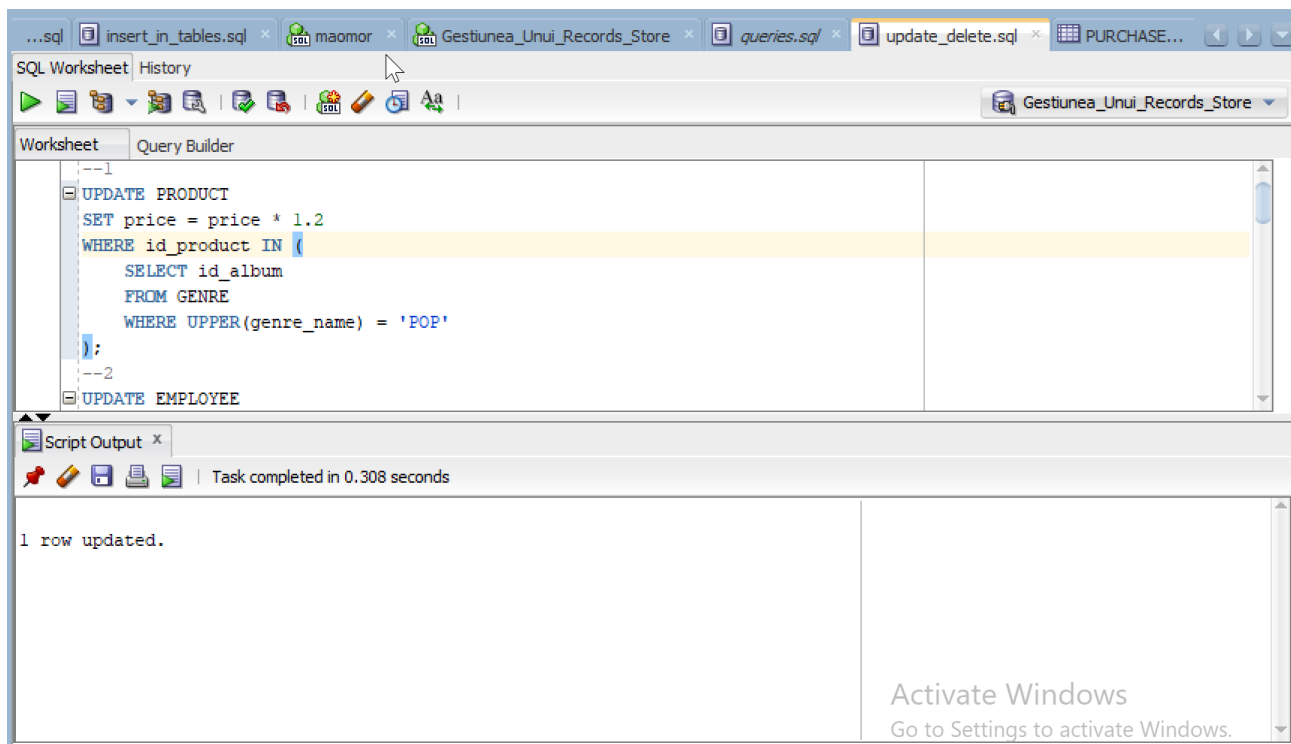 ...sql insert_in_tables.sql maomor Gestiunea_Unui_Records_Store queries.sql update_delete.sql PURCHASE...
SQL Worksheet History
Gestiunea_Unui_Records_Store
Worksheet Query Builder
--1
UPDATE PRODUCT
SET price = price * 1.2
WHERE id_product IN (
SELECT id_album
FROM GENRE
WHERE UPPER(genre_name) = 'POP'
);
--2
UPDATE EMPLOYEE
Script Output x
Task completed in 0.308 seconds
1 row updated.
Activate Windows
Go to Settings to activate Windows.